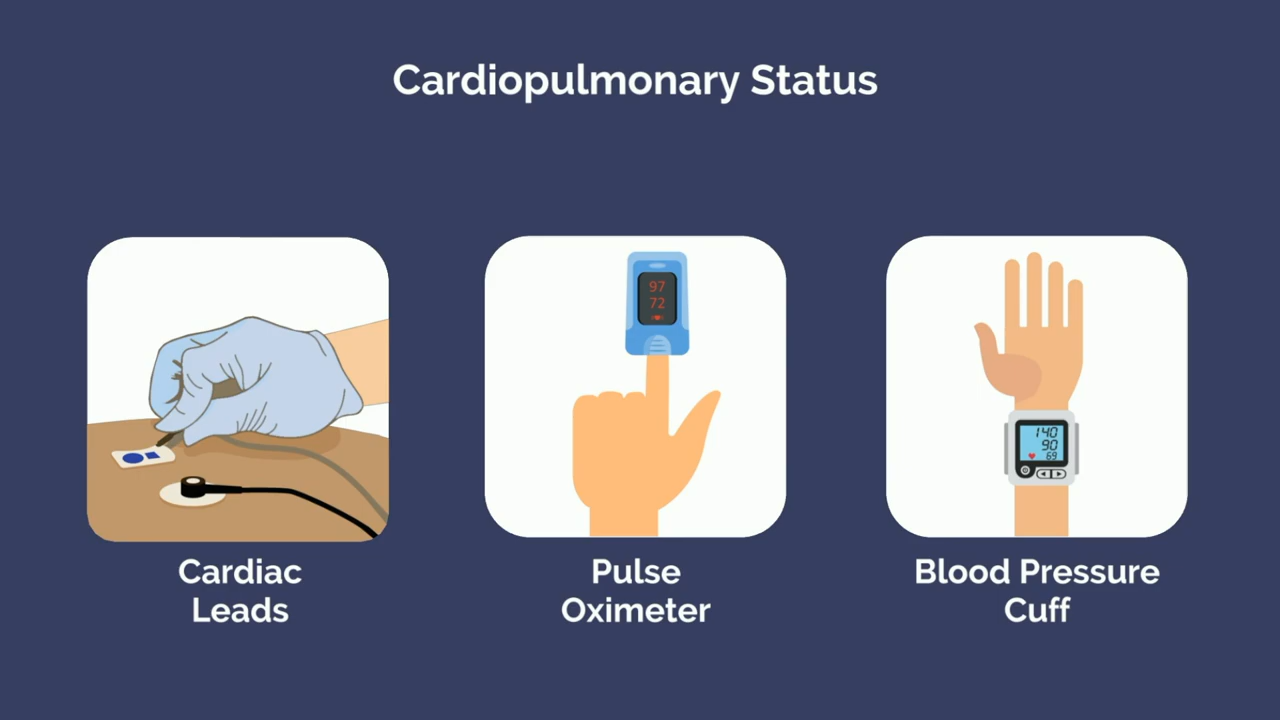 Cardiopulmonary Status
97
72
140
90
69
Cardiac
Leads
Pulse
Oximeter
Blood Pressure
Cuff